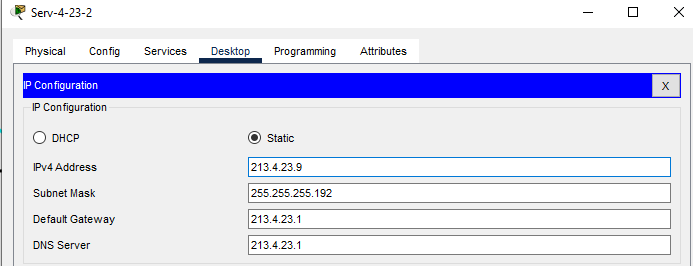 Serv-4-23-2
Physical Config Services Desktop Programming Attributes
IP Configuration X
IP Configuration
DHCP Static
IPv4 Address 213.4.23.9
Subnet Mask 255.255.255.192
Default Gateway 213.4.23.1
DNS Server 213.4.23.1